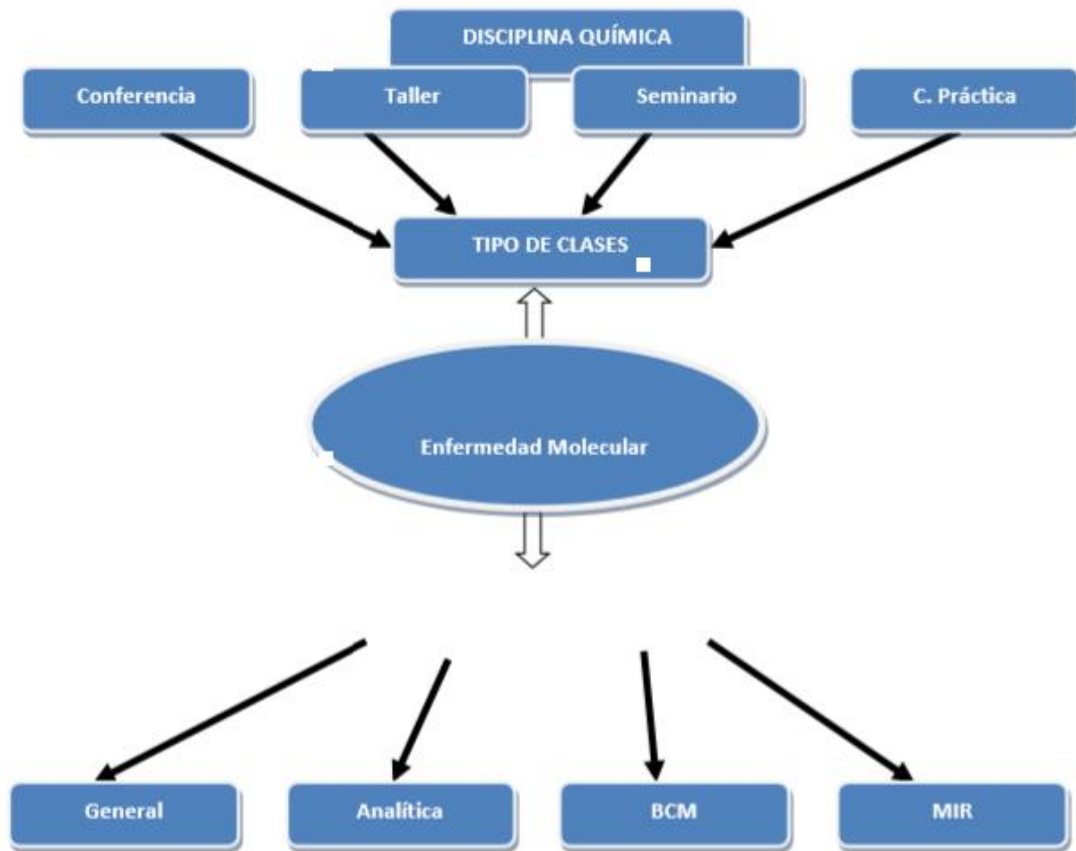 DISCIPLINA QUÍMICA
Conferencia
Taller
Seminario
C. Práctica
TIPO DE CLASES
Enfermedad Molecular
General
Analítica
BCM
MIR